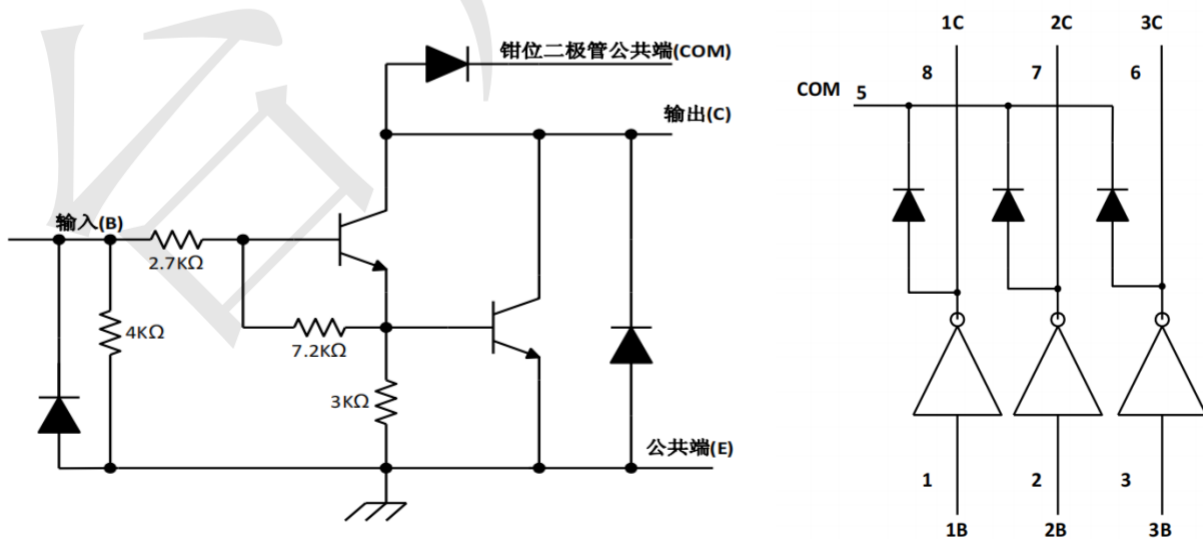 钳位二极管公共端(COM)
输出(C)
输入(B)
2.7KΩ
4KΩ
7.2KΩ
3KΩ
公共端(E)
1C 2C 3C
8 7 6
COM 5
1 2 3
1B 2B 3B